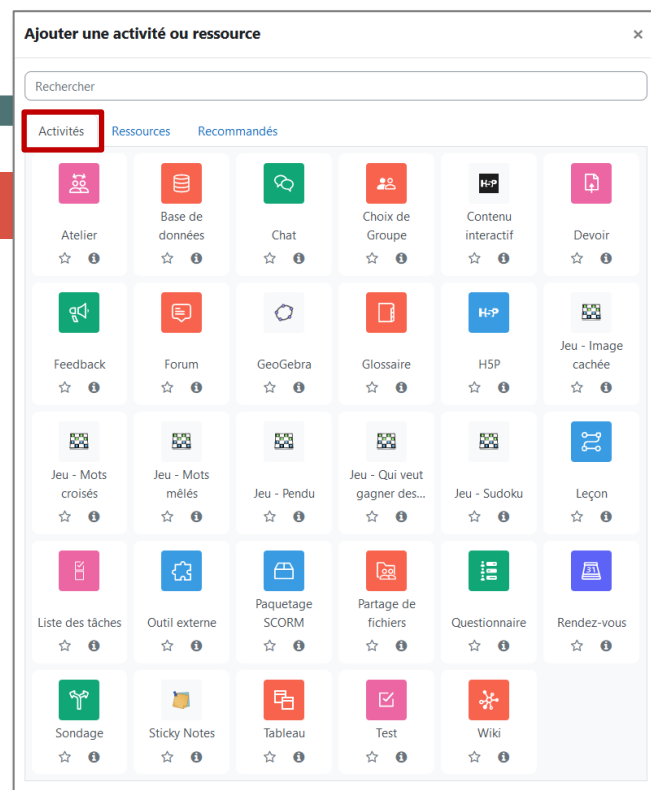 Ajouter une activité ou ressource ×
Rechercher
Activités Ressources Recommandés
Atelier
Base de
données
Chat
Choix de
Groupe
H-P
Contenu
interactif
Devoir
Feedback
Forum
GeoGebra
Glossaire
H-P
H5P
Jeu - Image
cachée
Jeu - Mots
croisés
Jeu - Mots
mêlés
Jeu - Pendu
Jeu - Qui veut
gagner des...
Jeu - Sudoku
Leçon
Liste des tâches
Outil externe
Paquetage
SCORM
Partage de
fichiers
Questionnaire
31
Rendez-vous
Sondage
Sticky Notes
Tableau
Test
Wiki